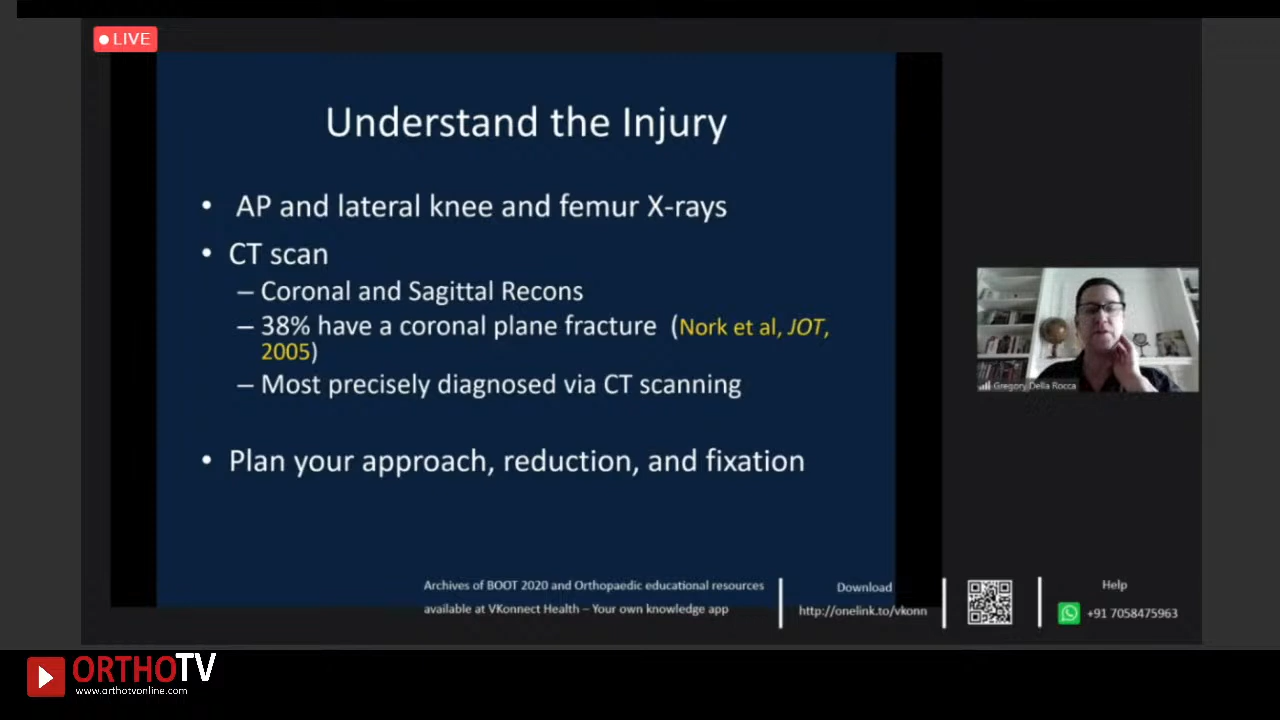 LIVE
Understand the Injury
• AP and lateral knee and femur X-rays
• CT scan
– Coronal and Sagittal Recons
– 38% have a coronal plane fracture (Nork et al, JOT,
2005)
– Most precisely diagnosed via CT scanning
• Plan your approach, reduction, and fixation
Gregory Della Rocca
Archives of BOOT 2020 and Orthopaedic educational resources
available at VKonnect Health – Your own knowledge app
Download
http://onelink.to/vkonn
Help
+91 7058475963
ORTHOTV
www.orthotvonline.com